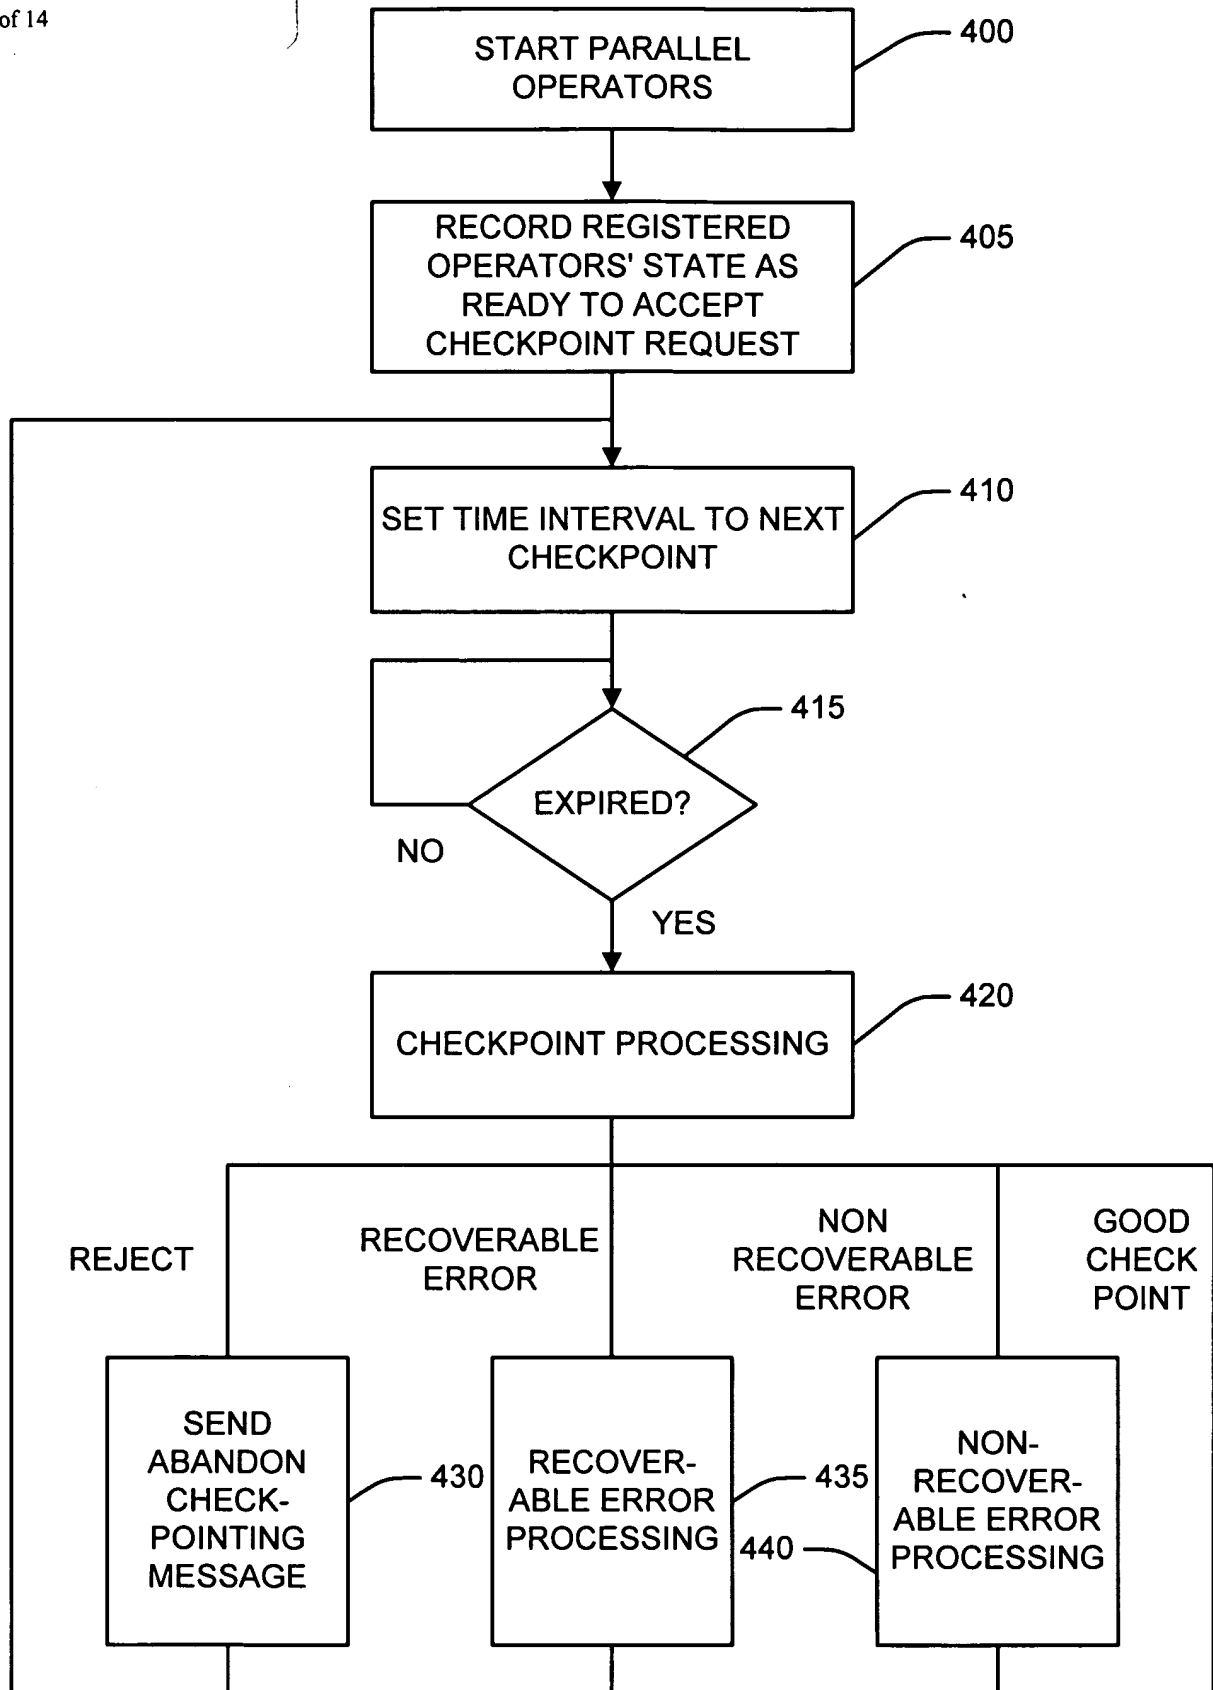 of 14
START PARALLEL
OPERATORS
400
RECORD REGISTERED
OPERATORS' STATE AS
READY TO ACCEPT
CHECKPOINT REQUEST
405
SET TIME INTERVAL TO NEXT
CHECKPOINT
410
415
EXPIRED?
NO
YES
CHECKPOINT PROCESSING
420
REJECT
RECOVERABLE
ERROR
NON
RECOVERABLE
ERROR
GOOD
CHECK
POINT
SEND
ABANDON
CHECK-
POINTING
MESSAGE
430
RECOVER-
ABLE ERROR
PROCESSING
435
440
NON-
RECOVER-
ABLE ERROR
PROCESSING